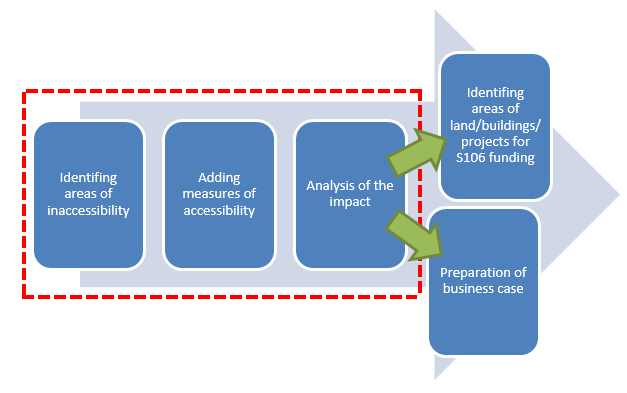 Identifing
areas of
inaccessibility
Adding
measures of
accessibility
Analysis of the
impact
Identifing
areas of
land/buildings/
projects for
S106 funding
Preparation of
business case